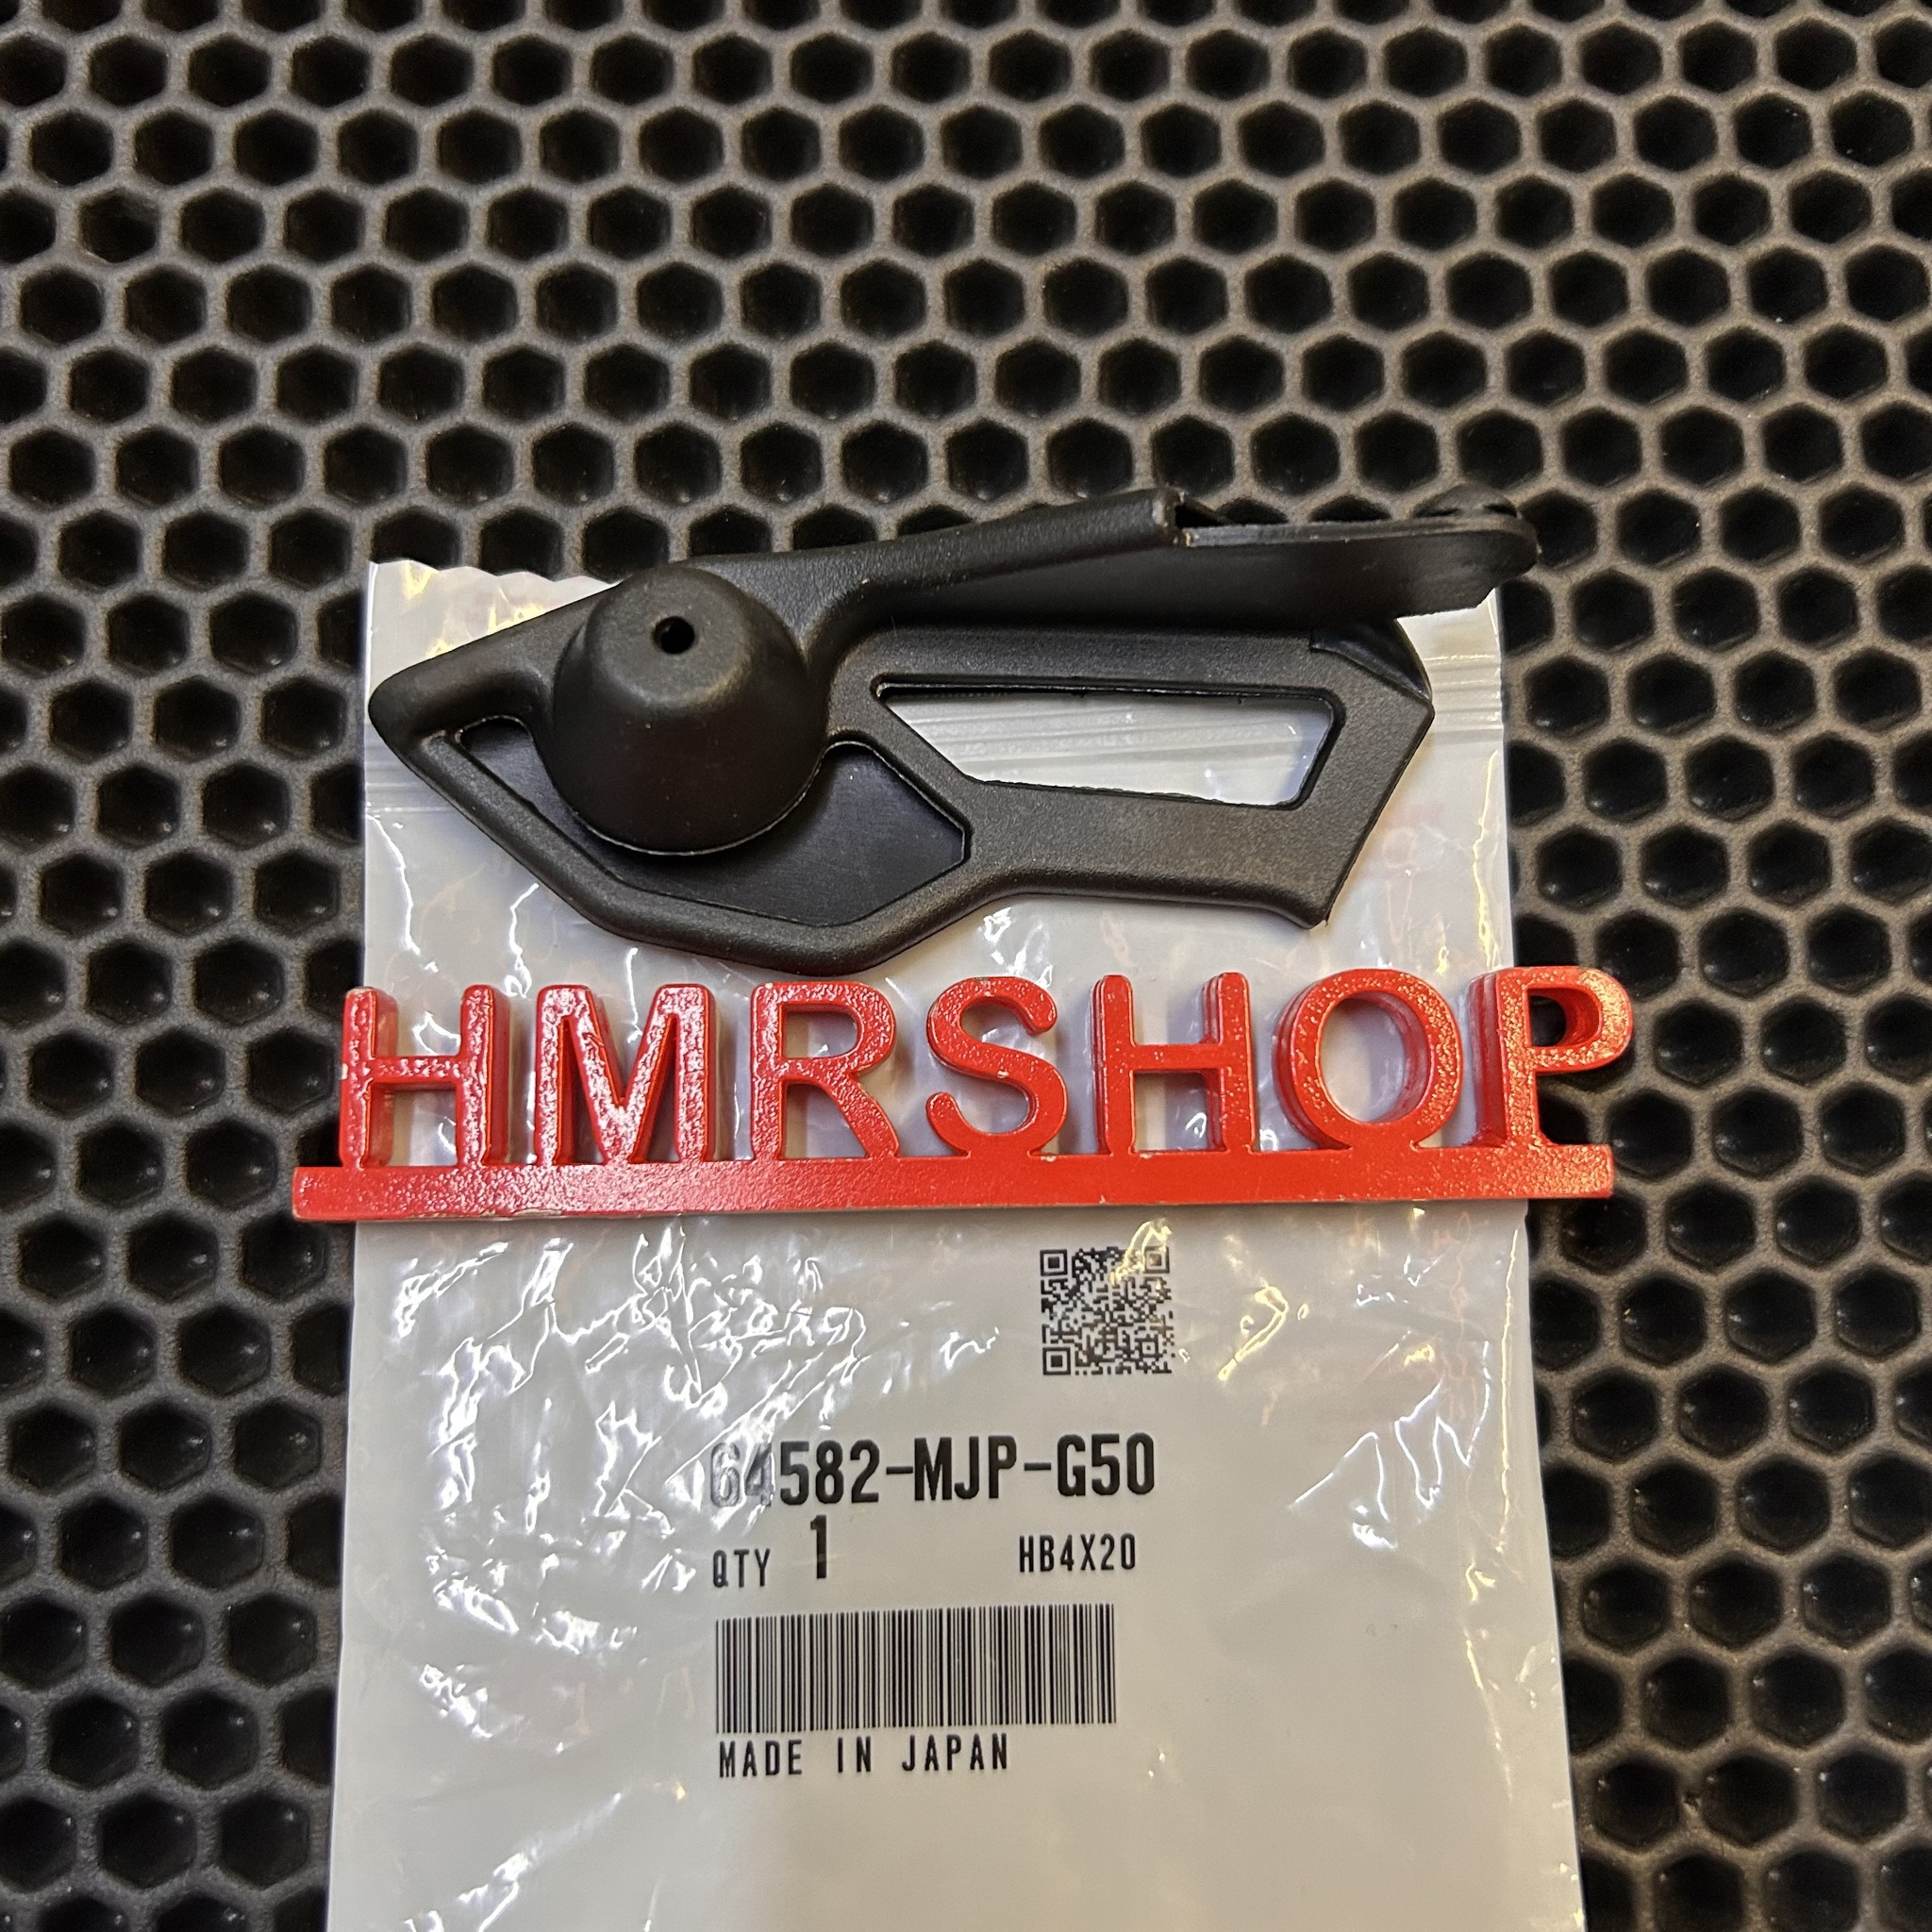 HMRSHOP
64582-MJP-G50
QTY 1 HB4X20
MADE IN JAPAN